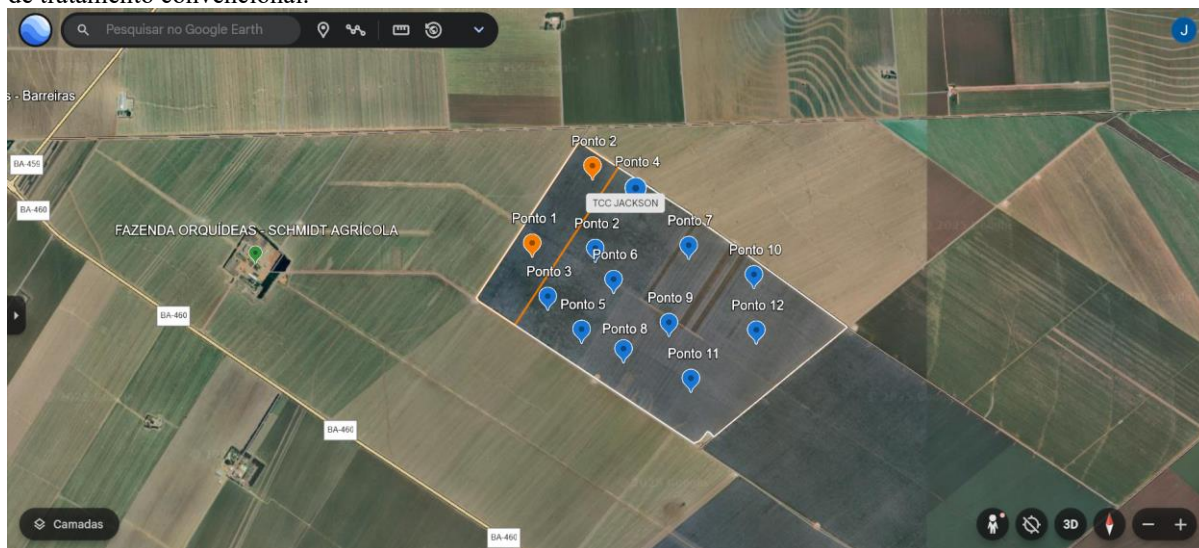 de tratamento convencional.
Pesquisar no Google Earth
J
s - Barreiras
BA-459
BA-460
Ponto 2
Ponto 4
TCC JACKSON
Ponto 1
Ponto 2
Ponto 7
FAZENDA ORQUÍDEAS - SCHMIDT AGRÍCOLA
Ponto 6
Ponto 10
Ponto 3
Ponto 5
Ponto 9
Ponto 12
BA-460
Ponto 8
Ponto 11
BA-460
Camadas
3D
BA-460